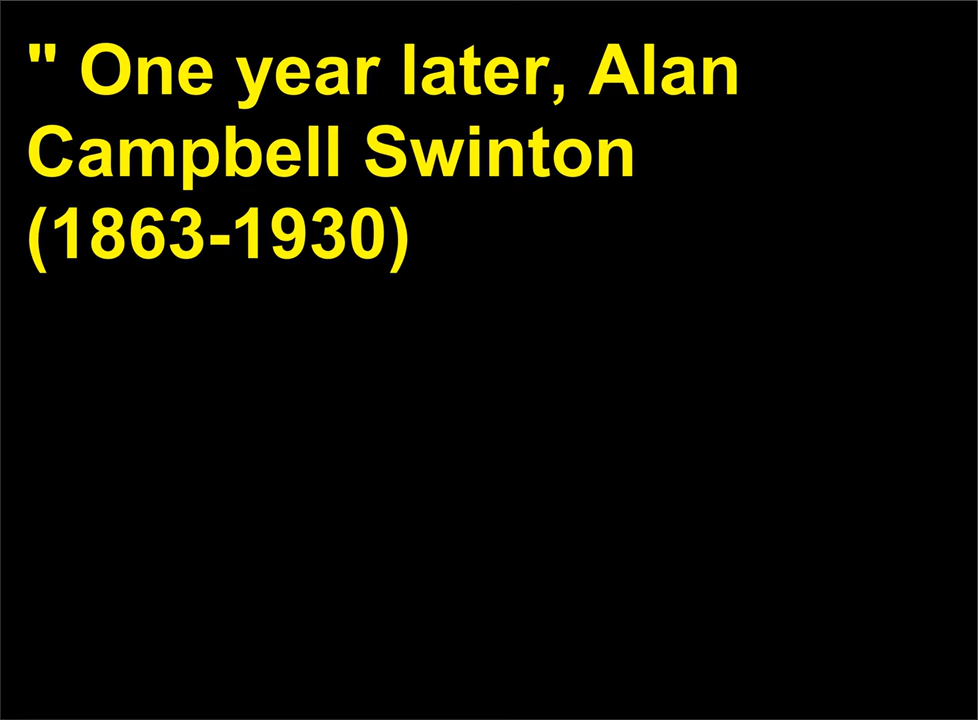 " One year later, Alan
Campbell Swinton
(1863-1930)